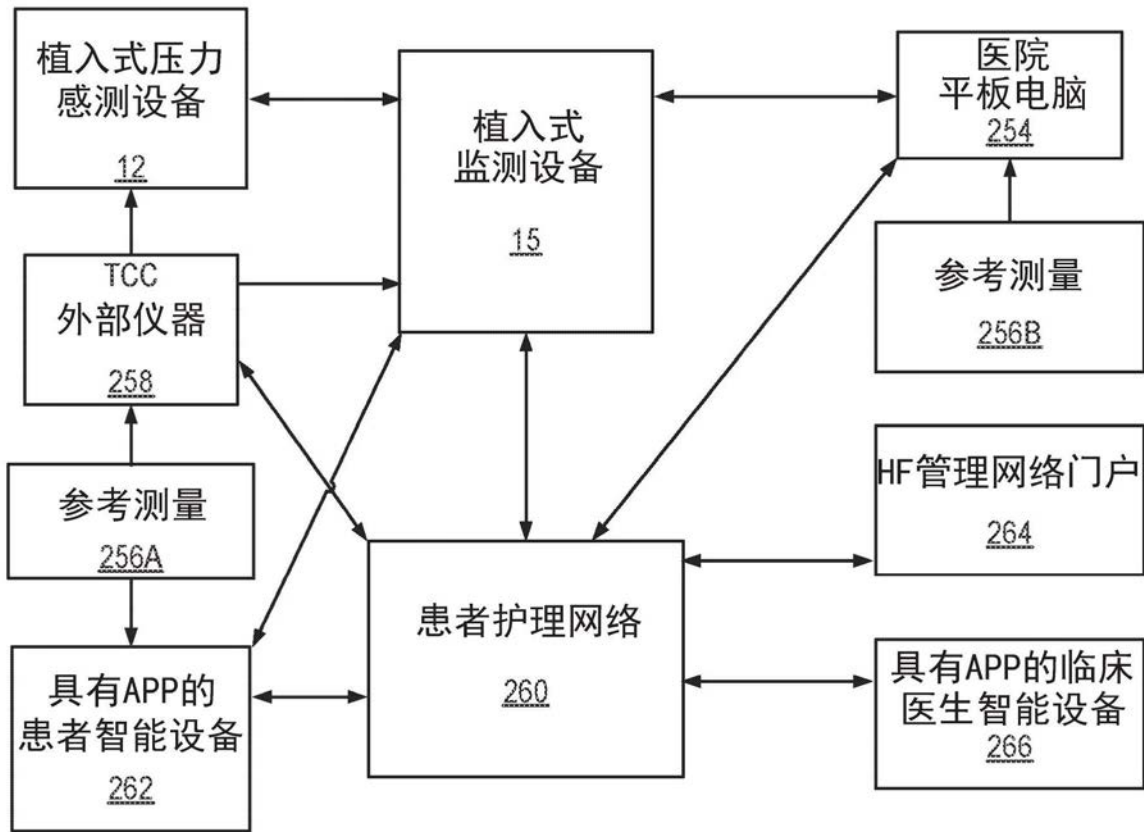 植入式压力
感测设备
12
植入式
监测设备
15
医院
平板电脑
254
TCC
外部仪器
258
参考测量
256B
参考测量
256A
HF管理网络门户
264
患者护理网络
260
具有APP的
患者智能设备
262
具有APP的临床
医生智能设备
266